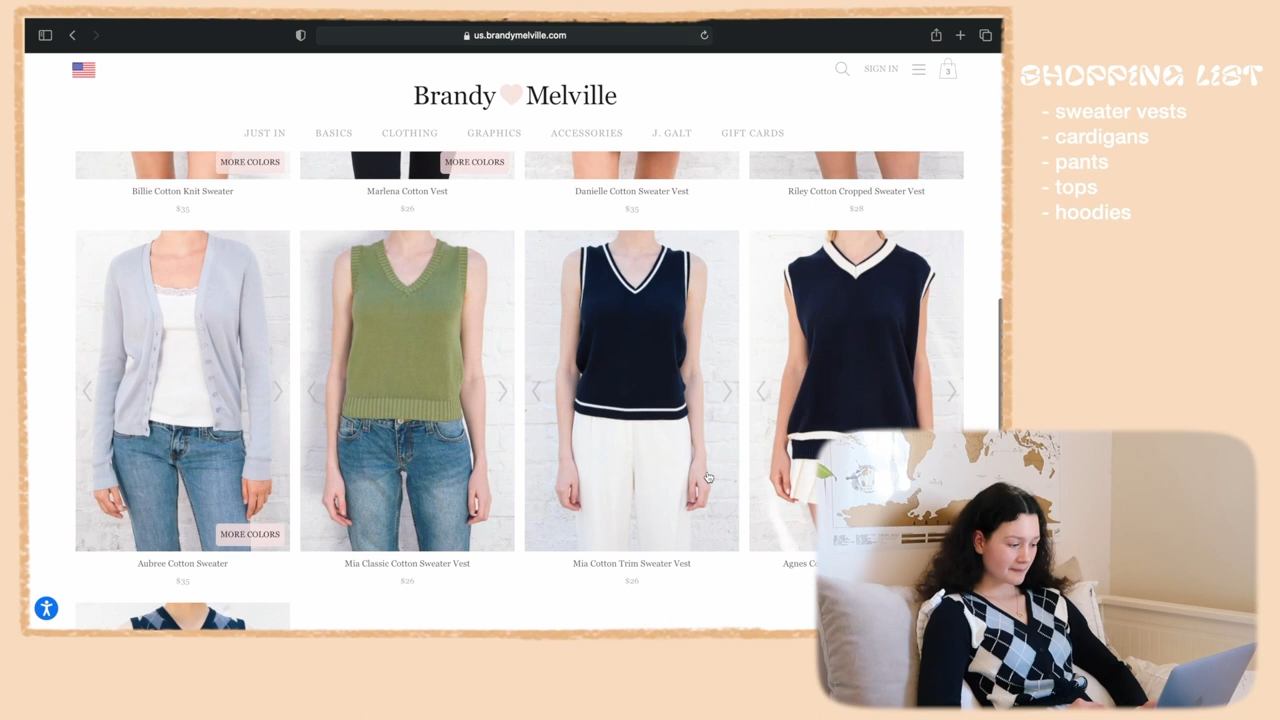 us.brandymelville.com
SIGN IN
3
Brandy Melville
JUST IN BASICS CLOTHING GRAPHICS ACCESSORIES J. GALT GIFT CARDS
MORE COLORS MORE COLORS
Billie Cotton Knit Sweater Marlena Cotton Vest Danielle Cotton Sweater Vest Riley Cotton Cropped Sweater Vest
$35 $26 $35 $28
MORE COLORS
Aubree Cotton Sweater Mia Classic Cotton Sweater Vest Mia Cotton Trim Sweater Vest Agnes
$35 $26 $26
SHOPPING LIST
- sweater vests
- cardigans
- pants
- tops
- hoodies